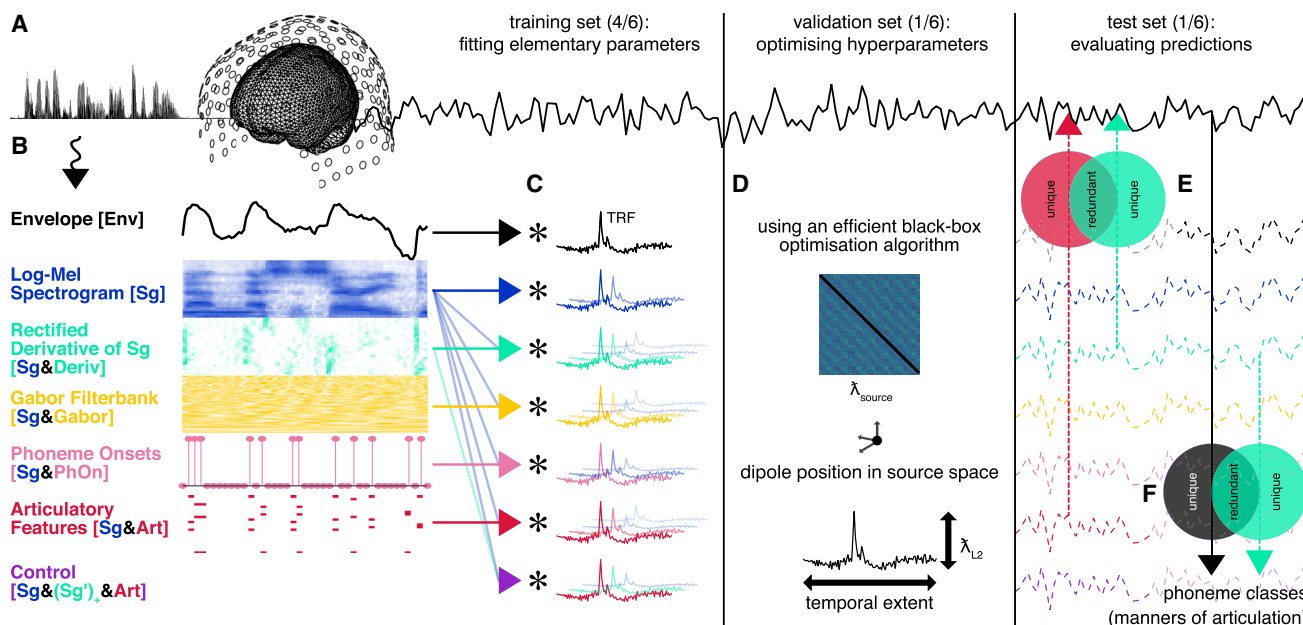 A
training set (4/6):
fitting elementary parameters
validation set (1/6):
optimising hyperparameters
test set (1/6):
evaluating predictions
B
Envelope [Env]
Log-Mel
Spectrogram [Sg]
Rectified
Derivative of Sg
[Sg&Deriv]
Gabor Filterbank
[Sg&Gabor]
Phoneme Onsets
[Sg&PhOn]
Articulatory
Features [Sg&Art]
Control
[Sg&(Sg')+&Art]
C
TRF
*
*
*
*
*
*
*
D
using an efficient black-box
optimisation algorithm
λsource
dipole position in source space
λL2
temporal extent
E
unique
redundant
unique
F
unique
redundant
unique
phoneme classes
(manners of articulation)